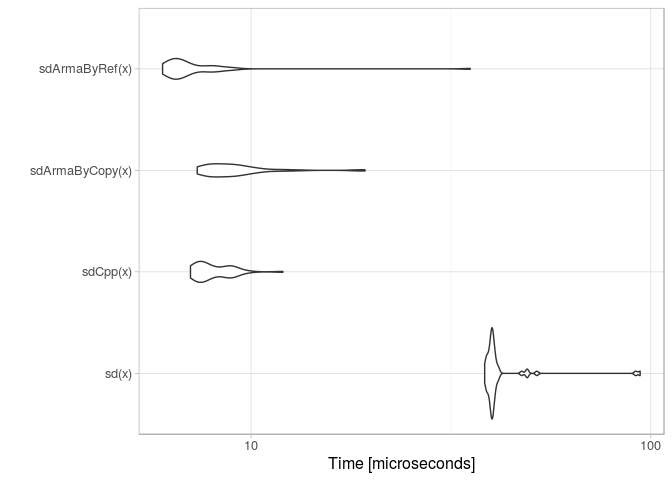 sdArmaByRef(x)
sdArmaByCopy(x)
sdCpp(x)
sd(x)
10 100
Time [microseconds]